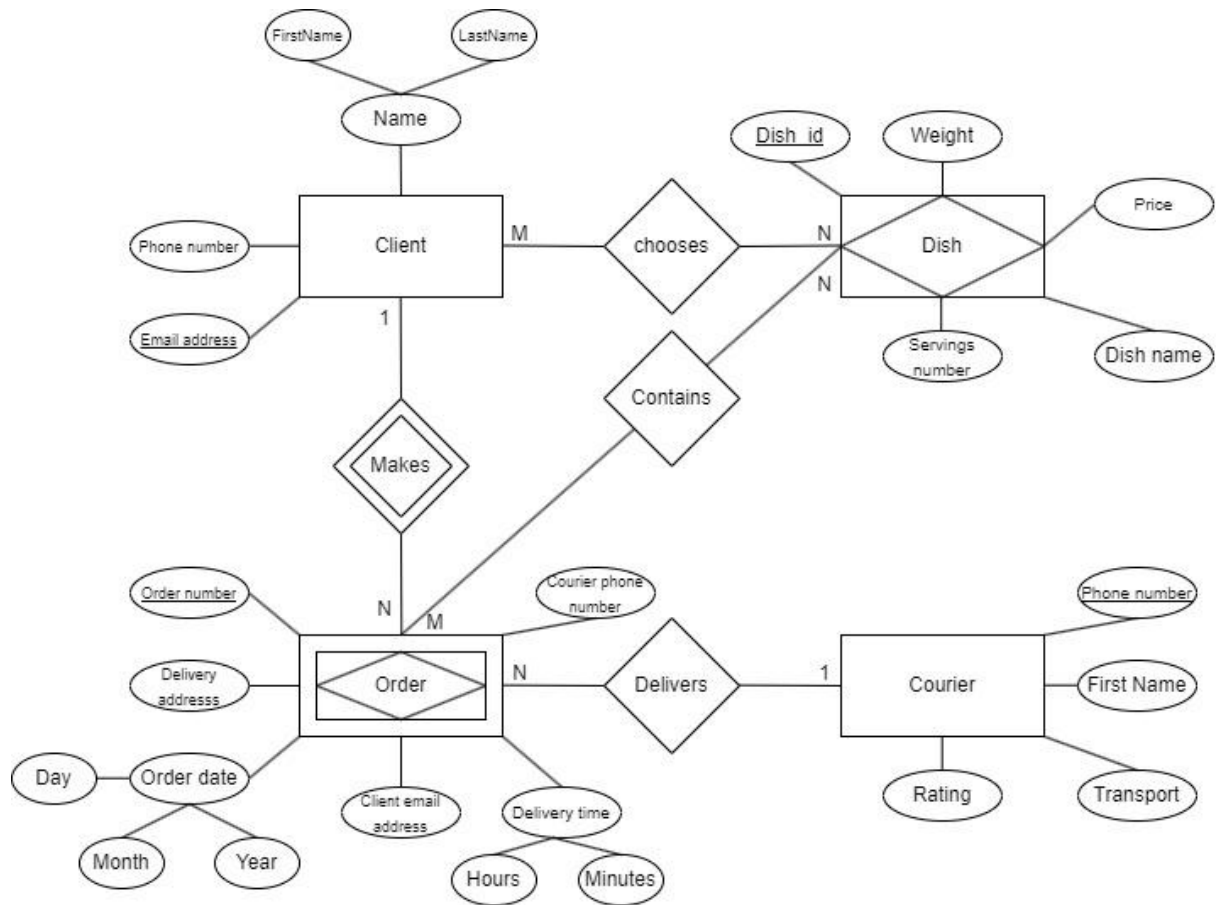 FirstName
LastName
Name
Dish_id
Weight
Price
Phone number
Client
M
chooses
N
Dish
Email address
1
N
Servings
number
Dish name
Contains
Makes
Order number
N
M
Courier phone
number
Phone number
Delivery
addresss
Order
N
Delivers
1
Courier
First Name
Day
Order date
Client email
address
Delivery time
Rating
Transport
Month
Year
Hours
Minutes